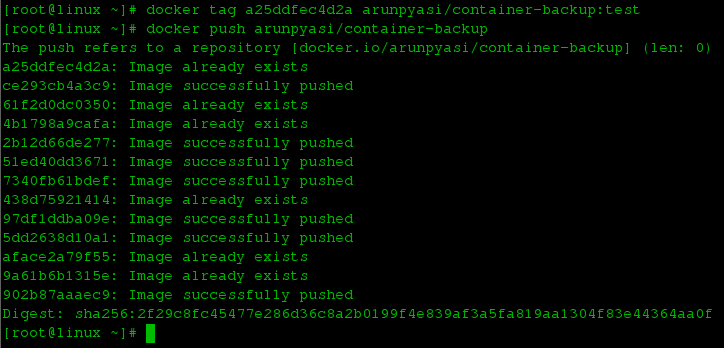 [root@linux ~]# docker tag a25ddfec4d2a arunpyasi/container-backup:test
[root@linux ~]# docker push arunpyasi/container-backup
The push refers to a repository [docker.io/arunpyasi/container-backup] (len: 0)
a25ddfec4d2a: Image already exists
ce293cb4a3c9: Image successfully pushed
61f2d0dc0350: Image already exists
4b1798a9cafa: Image already exists
2b12d66de277: Image successfully pushed
51ed40dd3671: Image successfully pushed
7340fb61bdef: Image successfully pushed
438d75921414: Image already exists
97df1ddba09e: Image successfully pushed
5dd2638d10a1: Image successfully pushed
aface2a79f55: Image already exists
9a61b6b1315e: Image already exists
902b87aaaec9: Image successfully pushed
Digest: sha256:2f29c8fc45477e286d36c8a2b0199f4e839af3a5fa819aa1304f83e44364aa0f
[root@linux ~]#